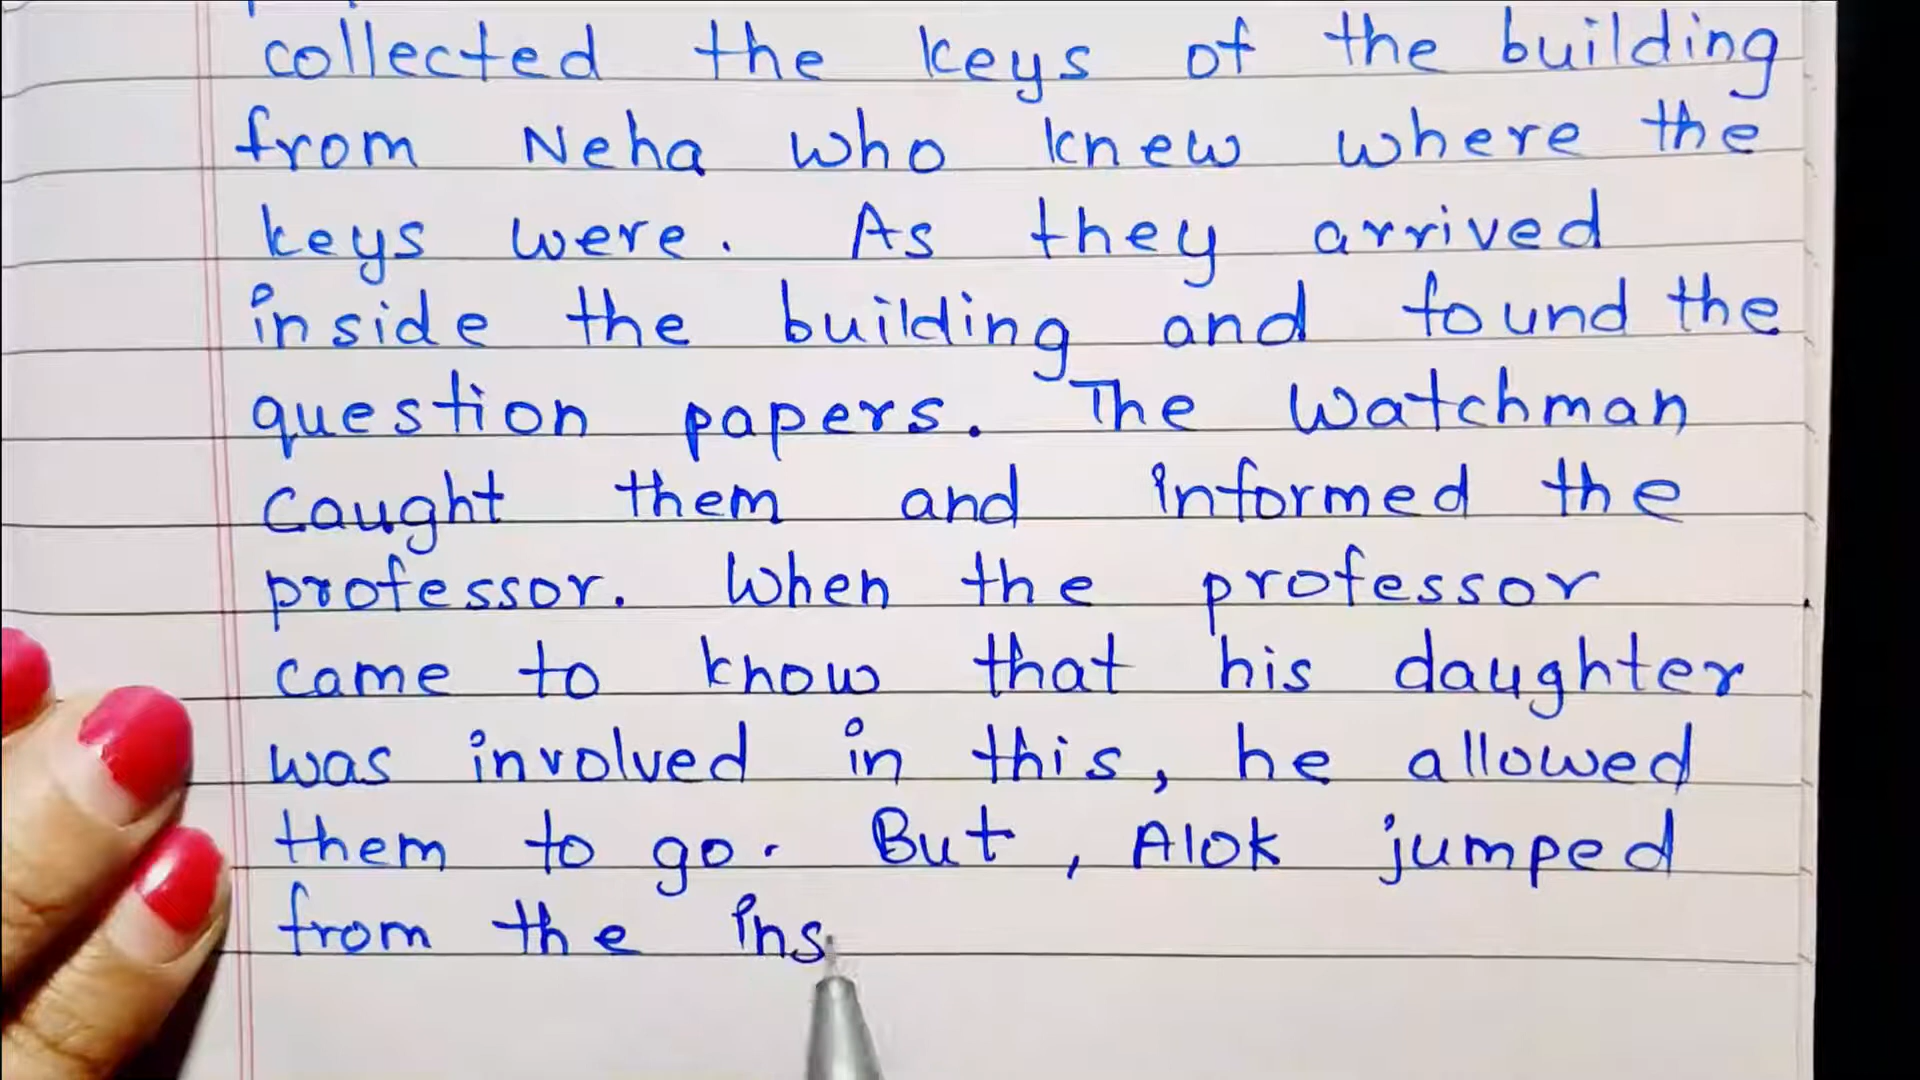 collected the keys of the building
from Neha who knew where the
keys were. As they arrived
inside the building and found the
question papers. The Watchman
caught them and informed the
professor. When the professor
came to know that his daughter
was involved in this, he allowed
them to go. But, Alok jumped
from the ins